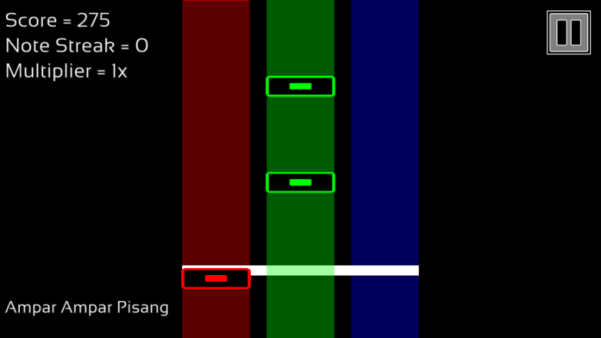 Score = 275
Note Streak = 0
Multiplier = 1x
Ampar Ampar Pisang